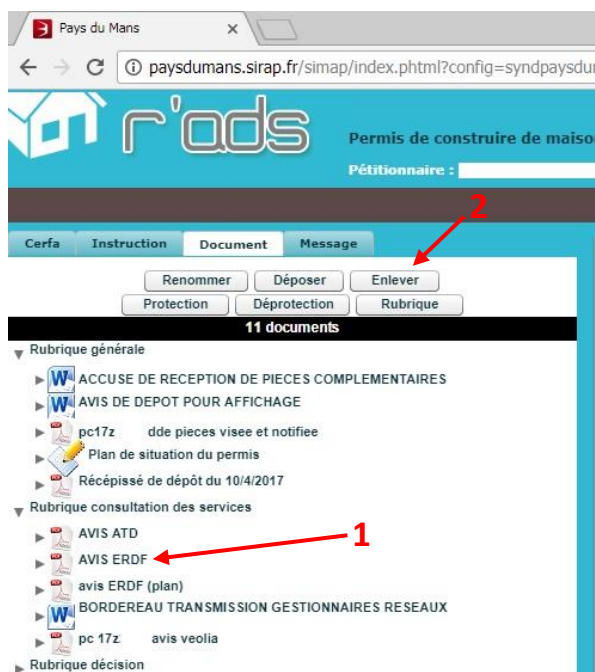 Pays du Mans
paysdumans.sirap.fr/simap/index.phtml?config=syndpaysdu
r'ads
Permis de construire de maiso
Pétitionnaire :
2
Cerfa Instruction Document Message
Renommer Déposer Enlever
Protection Déprotection Rubrique
11 documents
Rubrique générale
ACCUSE DE RECEPTION DE PIECES COMPLEMENTAIRES
AVIS DE DEPOT POUR AFFICHAGE
pc17z dde pieces visee et notifiee
Plan de situation du permis
Récépissé de dépôt du 10/4/2017
Rubrique consultation des services
AVIS ATD
1
AVIS ERDF
avis ERDF (plan)
BORDEREAU TRANSMISSION GESTIONNAIRES RESEAUX
pc 17z avis veolia
Rubrique décision